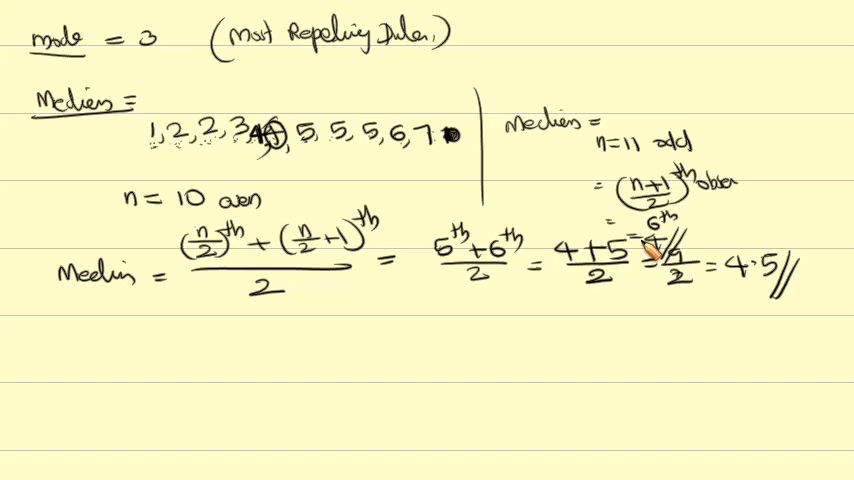 mode = 3 (Most Repeating
Median =
1, 2, 2, 3, 4, 5, 5, 5, 6, 7
n = 10 even
Median = ((n/2)th + (n/2 + 1)th)/2 = (5th + 6th)/2 = (4 + 5)/2 = 9/2 = 4.5//
Median =
n = 11 odd
= ((n+1)/2)th obser
= 6th
= 4//